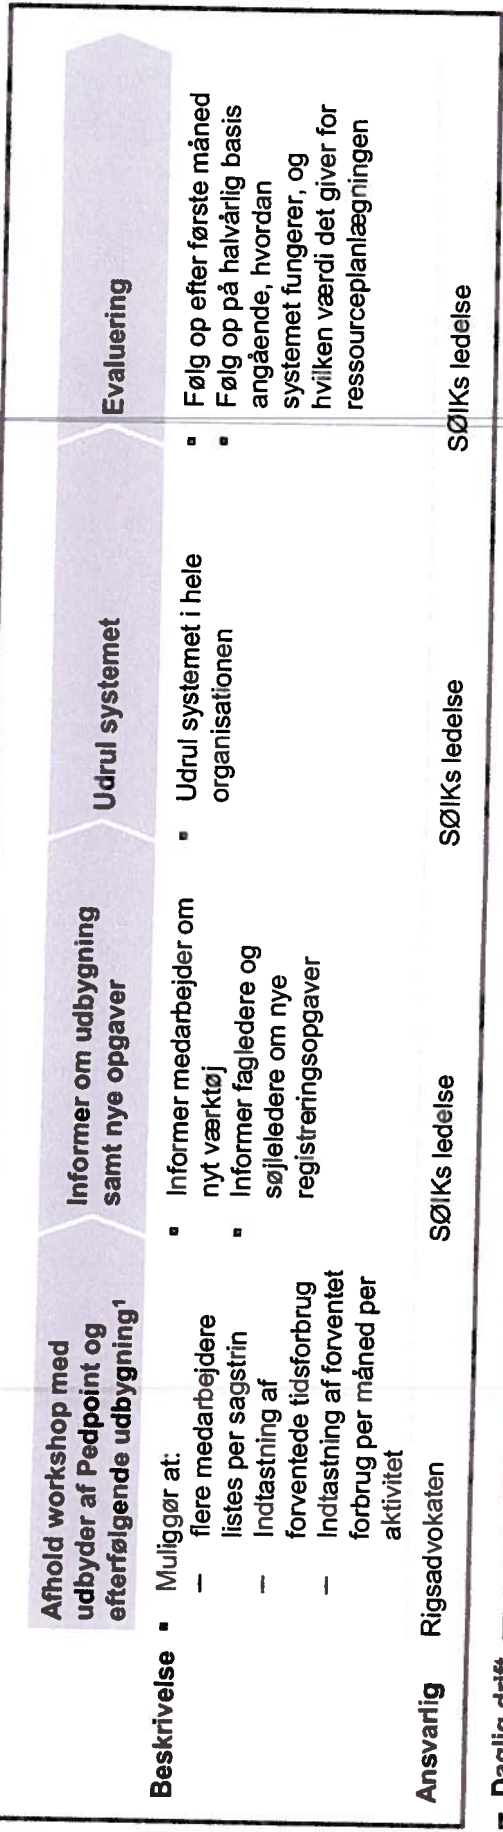 Afhold workshop med
udbyder af Pedpoint og
efterfølgende udbygning¹
Informer om udbygning
samt nye opgaver
Udrul systemet
Evaluering
Beskrivelse
▪ Muliggør at:
— flere medarbejdere
listes per sagstrin
— Indtastning af
forventede tidsforbrug
— Indtastning af forventet
forbrug per måned per
aktivitet
▪ Informer medarbejder om
nyt værktøj
▪ Informer fagledere og
søjleledere om nye
registreringsopgaver
▪ Udrul systemet i hele
organisationen
▪ Følg op efter første måned
▪ Følg op på halvårlig basis
angående, hvordan
systemet fungerer, og
hvilken værdi det giver for
ressourceplanlægningen
Ansvarlig
Rigsadvokaten
SØIKs ledelse
SØIKs ledelse
SØIKs ledelse
▪ Daglig drift